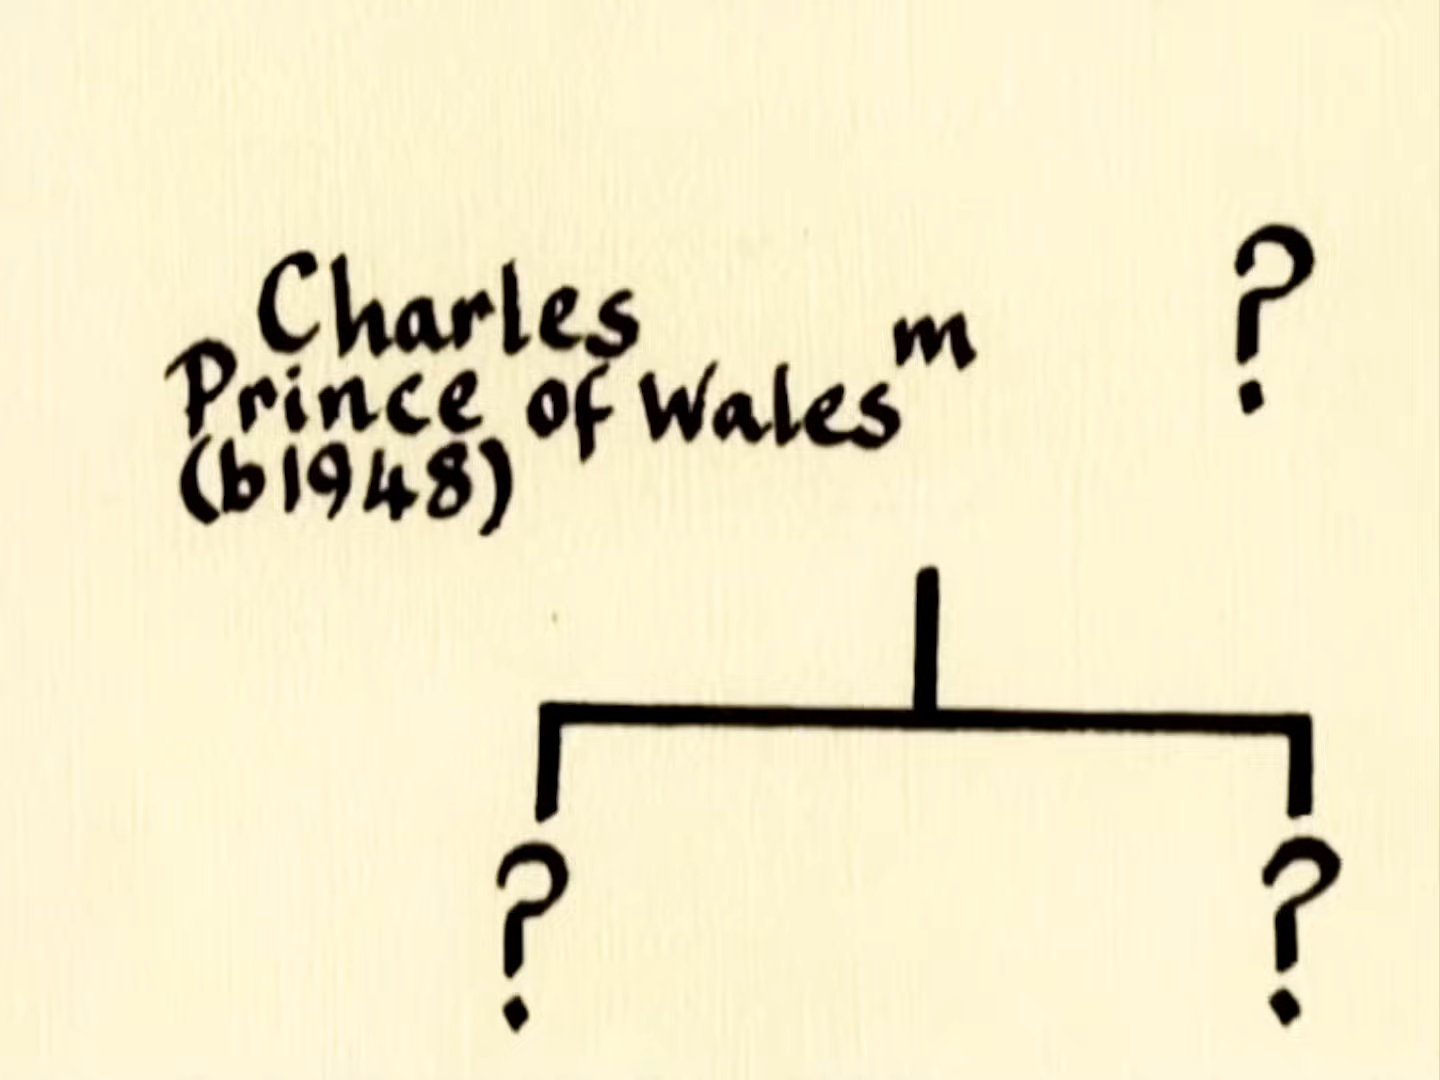 ?
Charles
m
Prince of Wales
(b1948)
? ?